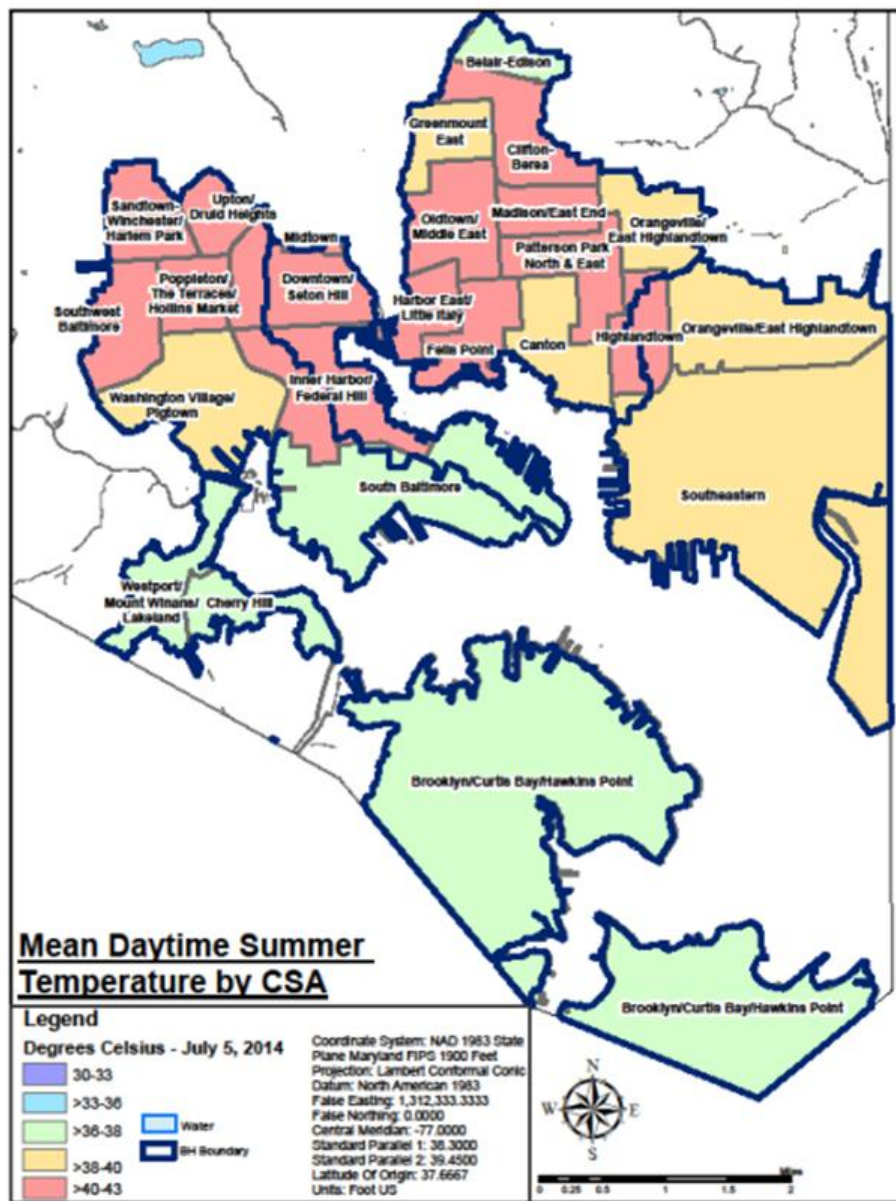 Belair-Edison
Greenmount
East
Clifton-
Berea
Sandtown-
Winchester/
Harlem Park
Upton/
Druid Heights
Oldtown/
Middle East
Madison/East End
Orangeville/
East Highlandtown
Midtown
Patterson Park
North & East
Poppleton/
The Terraces/
Hollins Market
Downtown/
Seton Hill
Southwest
Baltimore
Harbor East/
Little Italy
Orangeville/East Highlandtown
Highlandtown
Fells Point
Canton
Washington Village/
Pigtown
Inner Harbor/
Federal Hill
South Baltimore
Southeastern
Westport/
Mount Winans/
Lakeland
Cherry Hill
Brooklyn/Curtis Bay/Hawkins Point
Brooklyn/Curtis Bay/Hawkins Point
Mean Daytime Summer
Temperature by CSA
Legend
Degrees Celsius - July 5, 2014
30-33
>33-36
>36-38
>38-40
>40-43
Water
BH Boundary
Coordinate System: NAD 1983 State
Plane Maryland FIPS 1900 Feet
Projection: Lambert Conformal Conic
Datum: North American 1983
False Easting: 1,312,333.3333
False Northing: 0.0000
Central Meridian: -77.0000
Standard Parallel 1: 38.3000
Standard Parallel 2: 39.4500
Latitude Of Origin: 37.6667
Units: Foot US
N
W E
S
Miles
0 0.25 0.5 1 1.5 2